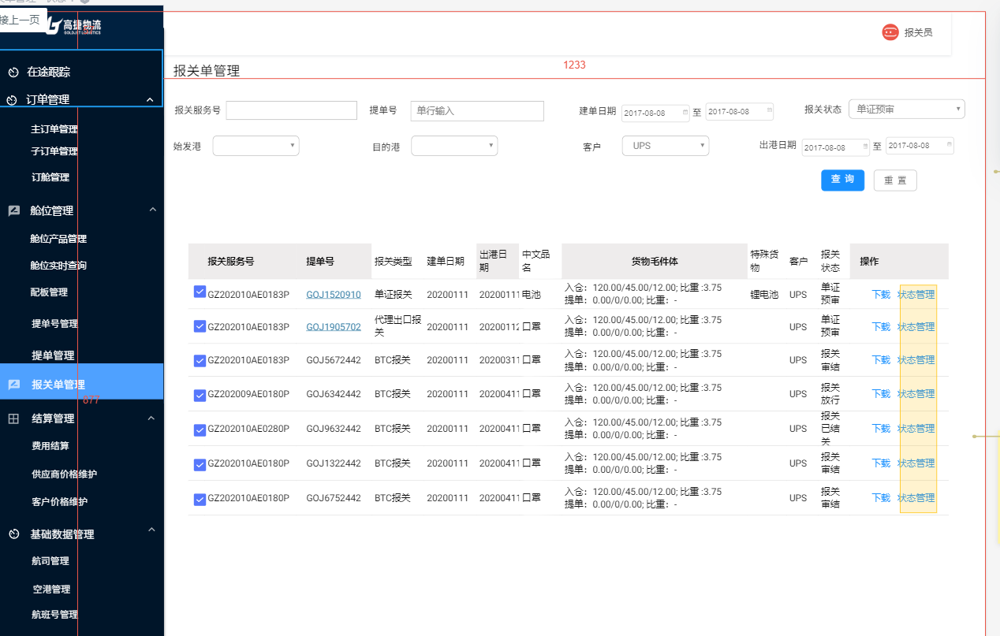 接上一页
高捷物流
GOLDJET LOGISTICS
报关员
在途跟踪
订单管理
主订单管理
子订单管理
订舱管理
舱位管理
舱位产品管理
舱位实时查询
配板管理
提单号管理
提单管理
报关单管理
877
结算管理
费用结算
供应商价格维护
客户价格维护
基础数据管理
航司管理
空港管理
航班号管理
报关单管理
1233
报关服务号 提单号 单行输入 建单日期 2017-08-08 至 2017-08-08 报关状态 单证预审
始发港 目的港 客户 UPS 出港日期 2017-08-08 至 2017-08-08
查询 重置
报关服务号 提单号 报关类型 建单日期 出港日期 中文品名 货物毛件体 特殊货物 客户 报关状态 操作
GZ202010AE0183P GOJ1520910 单证报关 20200111 20200111 电池 入仓：120.00/45.00/12.00; 比重 :3.75 锂电池 UPS 单证预审 下载 状态管理
提单：0.00/0/0.00; 比重：-
GZ202010AE0183P GOJ1905702 代理出口报关 20200111 20200112 口罩 入仓：120.00/45.00/12.00; 比重 :3.75 UPS 单证预审 下载 状态管理
提单：0.00/0/0.00; 比重：-
GZ202010AE0183P GOJ5672442 BTC报关 20200111 20200311 口罩 入仓：120.00/45.00/12.00; 比重 :3.75 UPS 报关审结 下载 状态管理
提单：0.00/0/0.00; 比重：-
GZ202009AE0180P GOJ6342442 BTC报关 20200111 20200411 口罩 入仓：120.00/45.00/12.00; 比重 :3.75 UPS 报关放行 下载 状态管理
提单：0.00/0/0.00; 比重：-
GZ202010AE0280P GOJ9632442 BTC报关 20200111 20200411 口罩 入仓：120.00/45.00/12.00; 比重 :3.75 UPS 报关已结关 下载 状态管理
提单：0.00/0/0.00; 比重：-
GZ202010AE0180P GOJ1322442 BTC报关 20200111 20200411 口罩 入仓：120.00/45.00/12.00; 比重 :3.75 UPS 报关审结 下载 状态管理
提单：0.00/0/0.00; 比重：-
GZ202010AE0180P GOJ6752442 BTC报关 20200111 20200411 口罩 入仓：120.00/45.00/12.00; 比重 :3.75 UPS 报关审结 下载 状态管理
提单：0.00/0/0.00; 比重：-